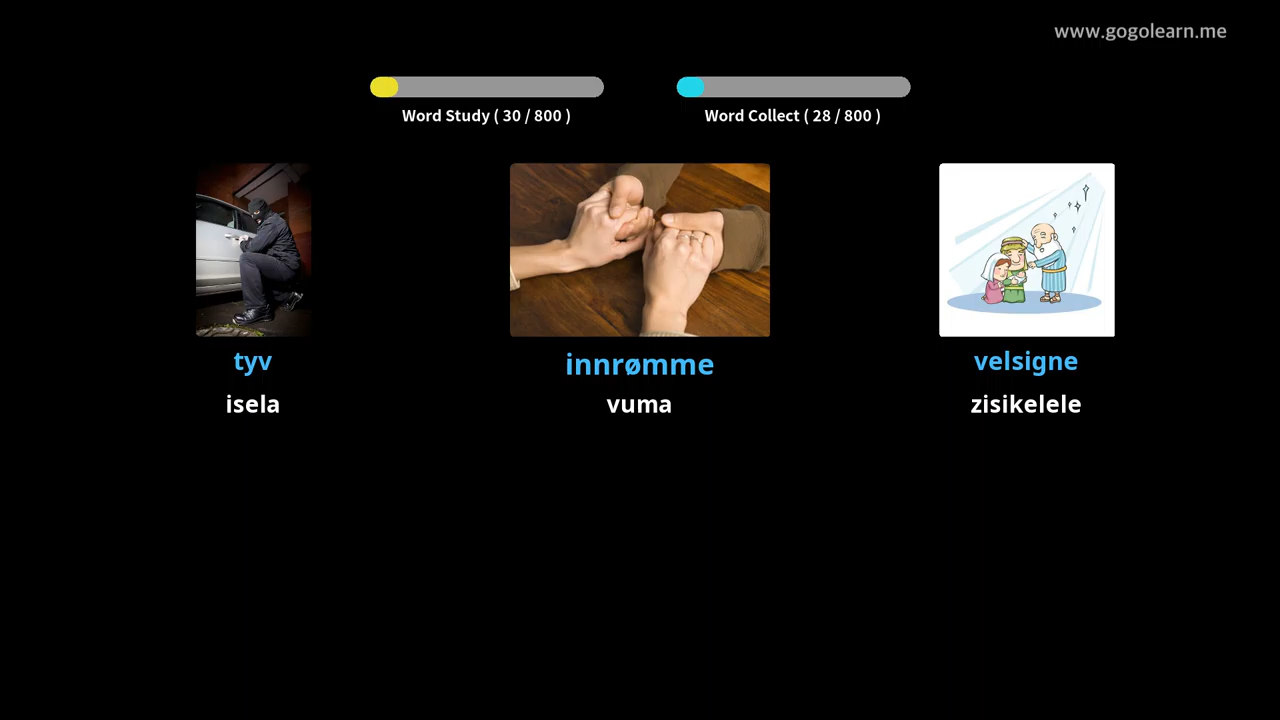 www.gogolearn.me
Word Study ( 30 / 800 )
Word Collect ( 28 / 800 )
tyv
innrømme
velsigne
isela
vuma
zisikelele